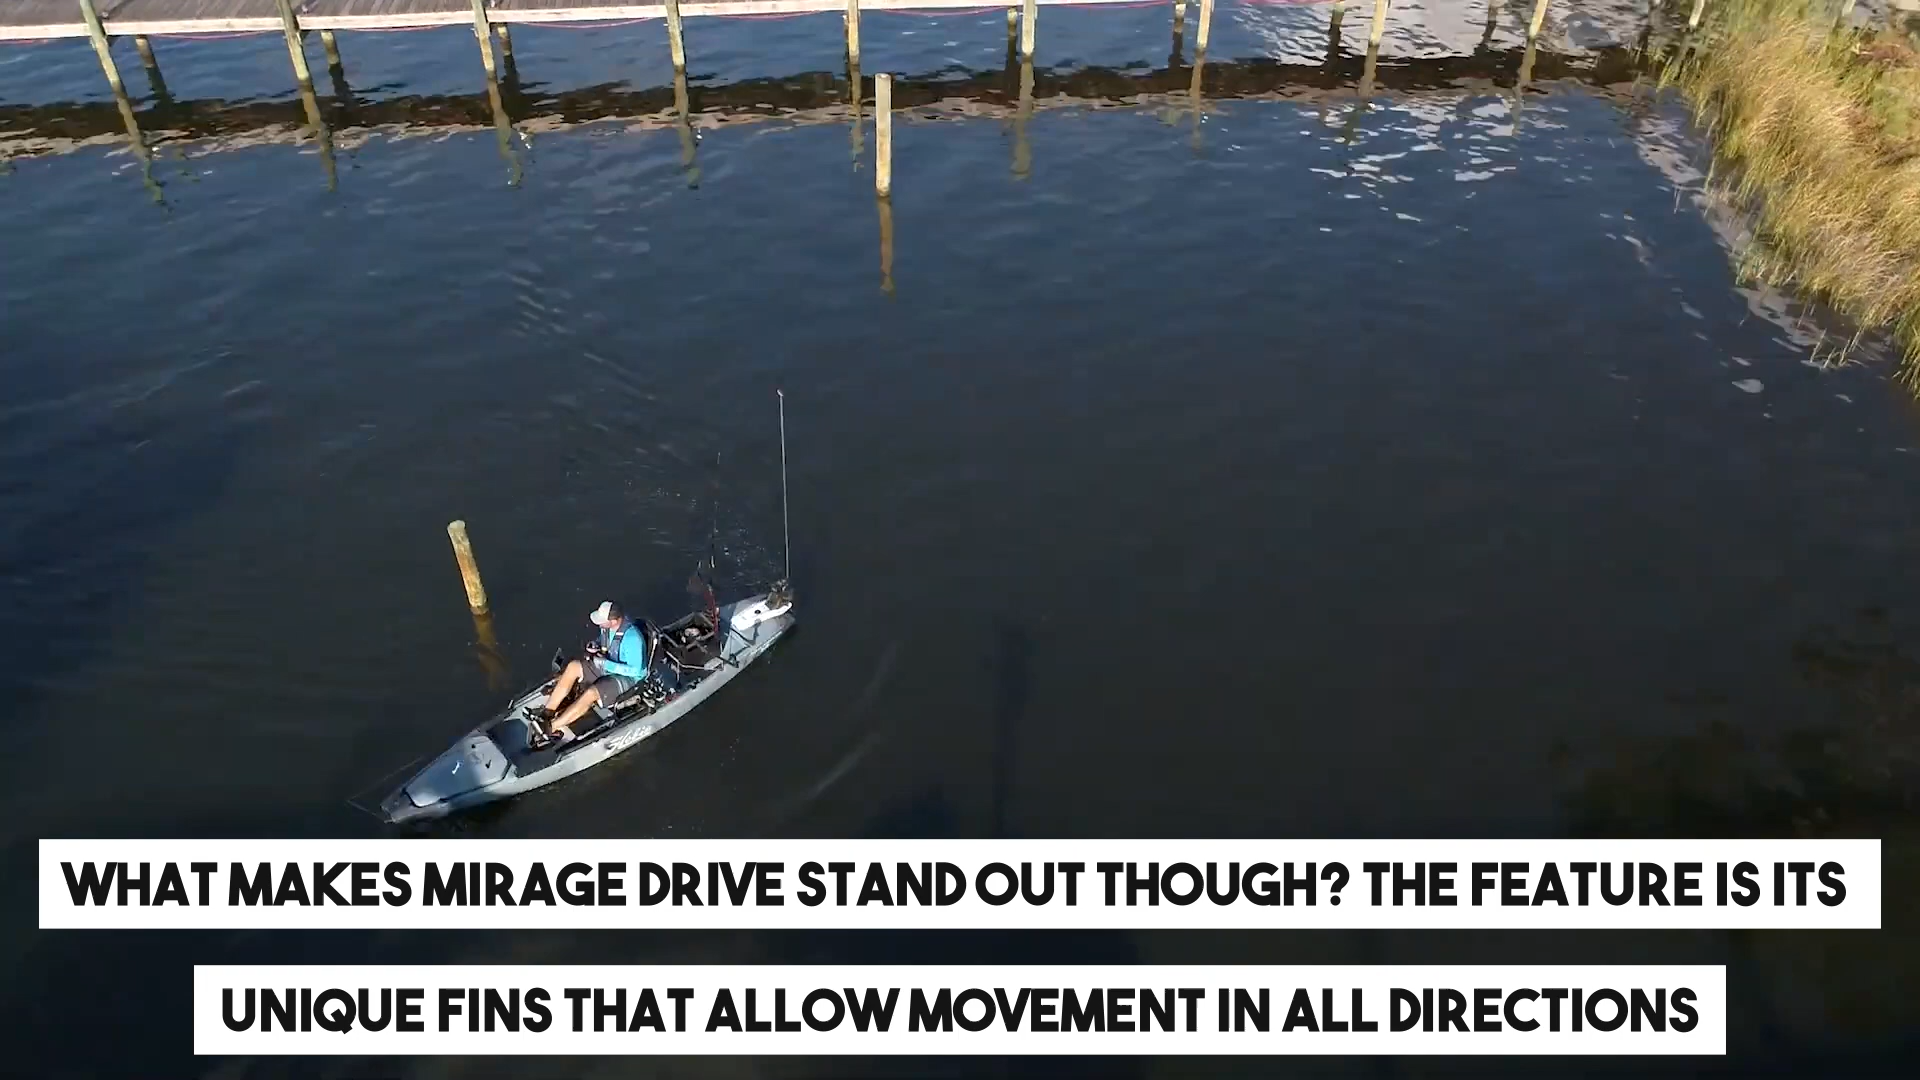 Hobie
WHAT MAKES MIRAGE DRIVE STAND OUT THOUGH? THE FEATURE IS ITS
UNIQUE FINS THAT ALLOW MOVEMENT IN ALL DIRECTIONS